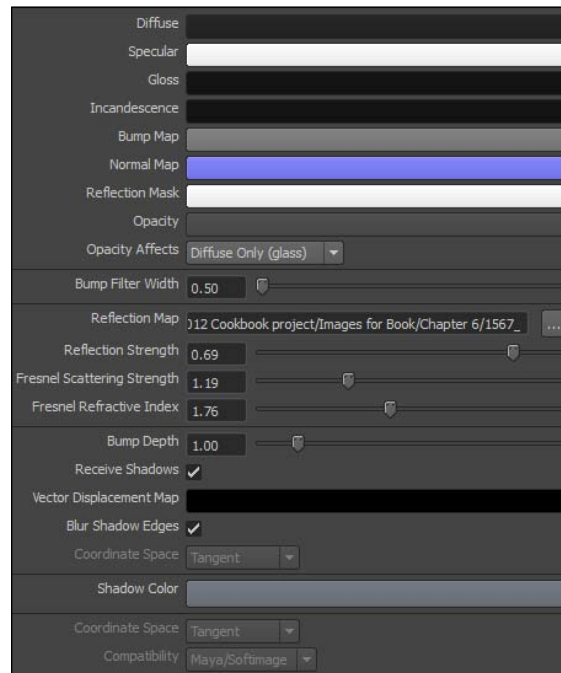 Diffuse
Specular
Gloss
Incandescence
Bump Map
Normal Map
Reflection Mask
Opacity
Opacity Affects Diffuse Only (glass)
Bump Filter Width 0.50
Reflection Map 012 Cookbook project/Images for Book/Chapter 6/1567_ ...
Reflection Strength 0.69
Fresnel Scattering Strength 1.19
Fresnel Refractive Index 1.76
Bump Depth 1.00
Receive Shadows
Vector Displacement Map
Blur Shadow Edges
Coordinate Space Tangent
Shadow Color
Coordinate Space Tangent
Compatibility Maya/Softimage